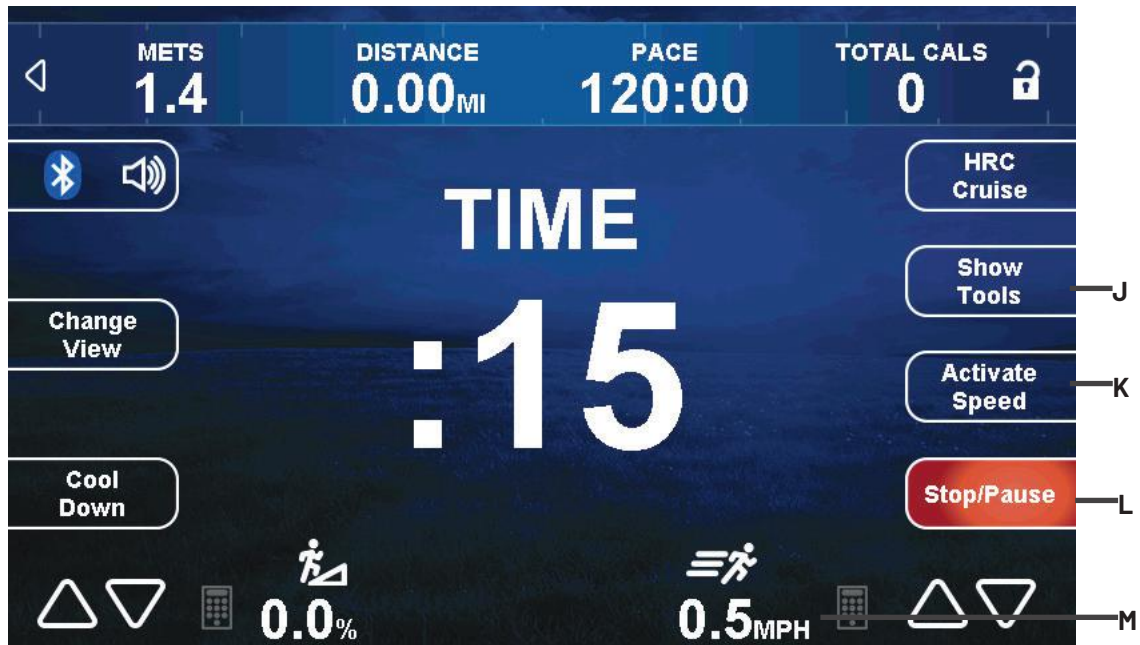 METS DISTANCE PACE TOTAL CALS
1.4 0.00MI 120:00 0
HRC
Cruise
TIME
Show
Tools
J
:15
Change
View
Activate
Speed
K
Cool
Down
Stop/Pause
L
0.0% 0.5MPH
M